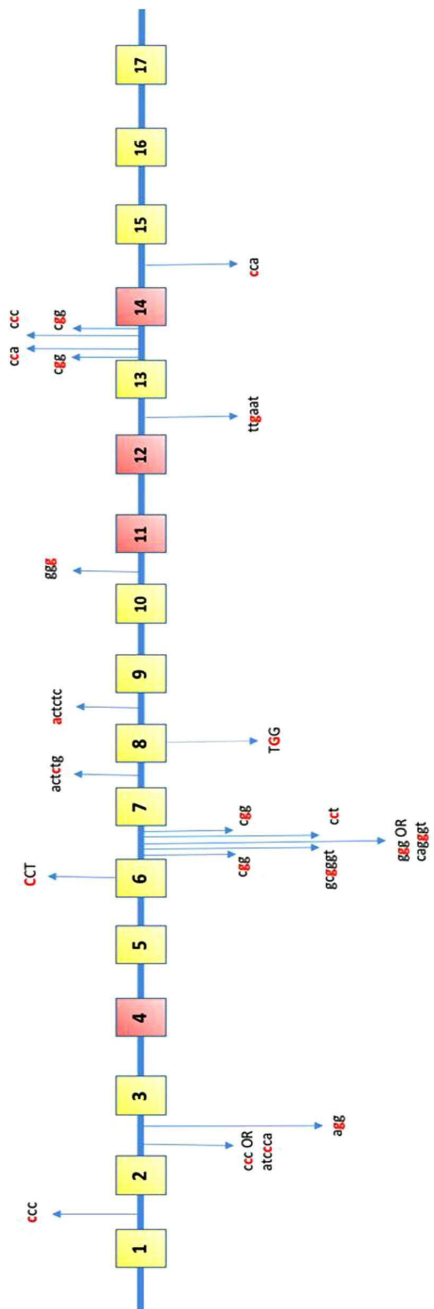 cca
ccc
CCT
ccc
actctg
actctc
ggg
cgg
cgg
1
2
3
4
5
6
7
8
9
10
11
12
13
14
15
16
17
ccc OR
atccca
agg
cgg
cgg
gcgggt
cct
ggg OR
cagggt
TGG
ttgaat
cca